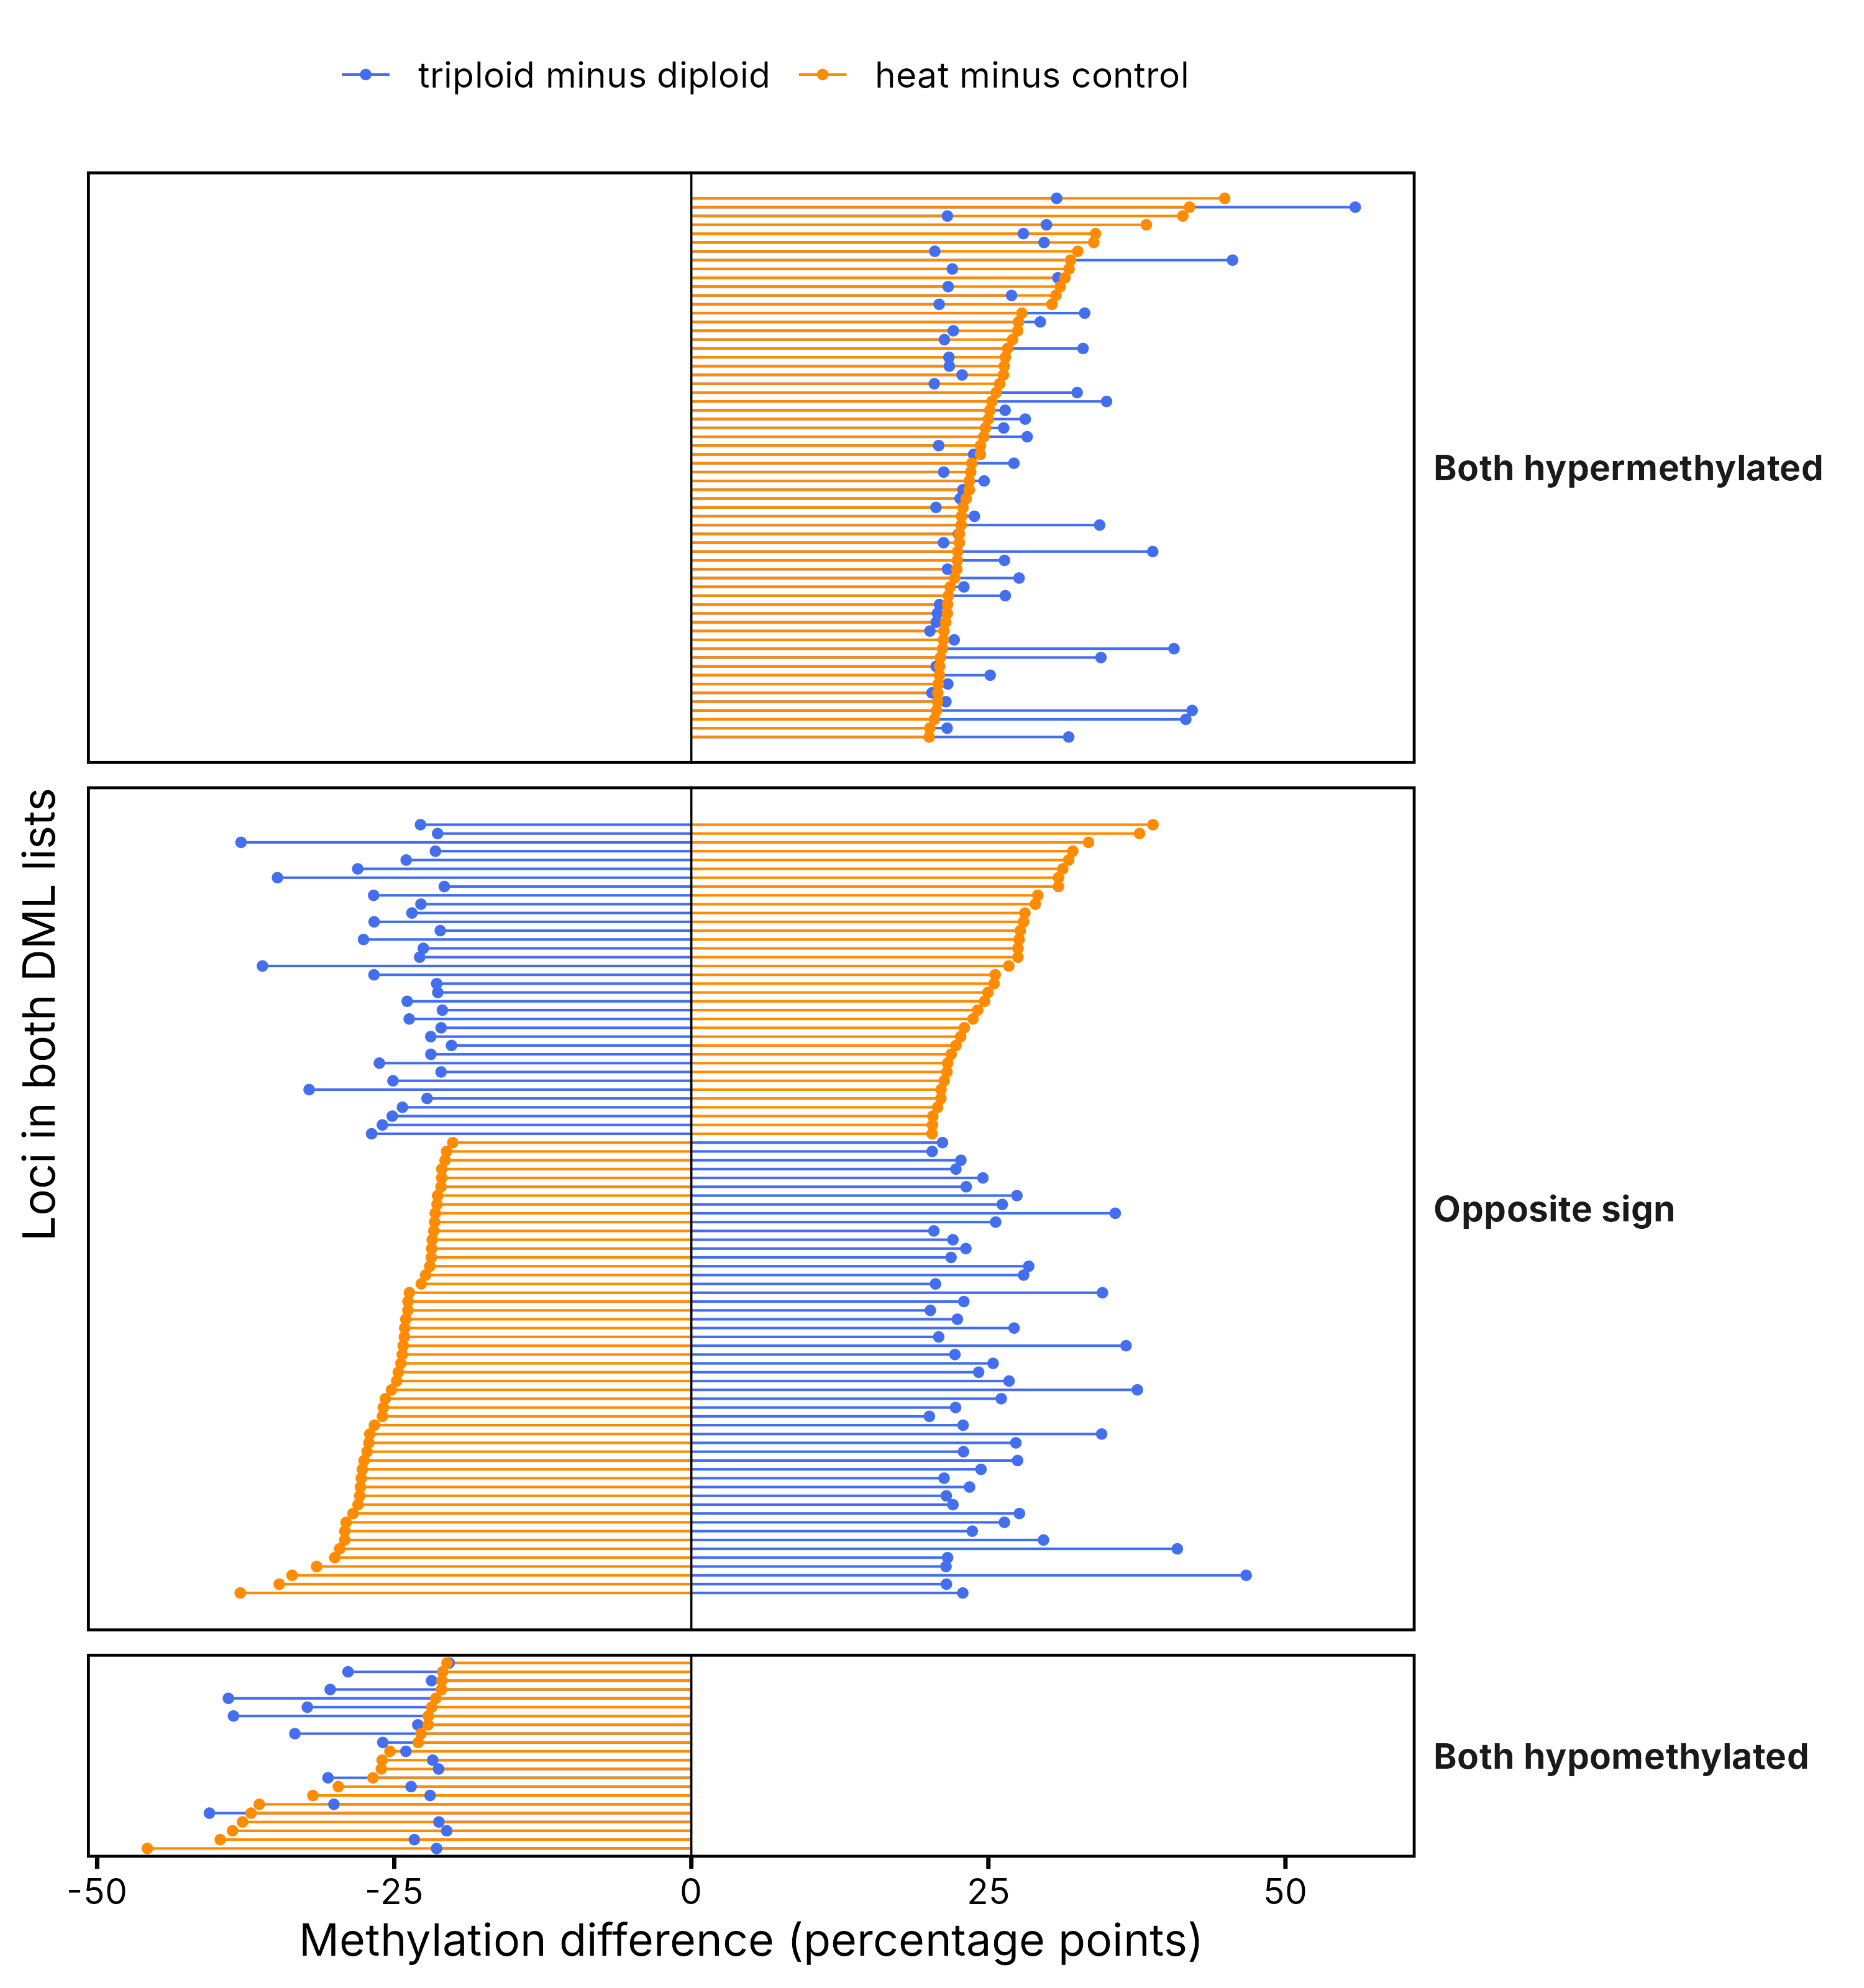 triploid minus diploid heat minus control
Both hypermethylated
Loci in both DML lists
Opposite sign
Both hypomethylated
-50 -25 0 25 50
Methylation difference (percentage points)